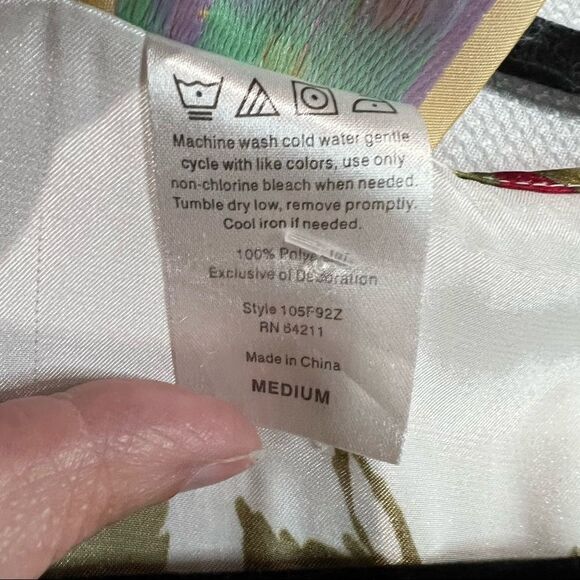 Machine wash cold water gentle
cycle with like colors, use only
non-chlorine bleach when needed.
Tumble dry low, remove promptly.
Cool iron if needed.
100%
Exclusive of Decoration
Style 105F92Z
RN 64211
Made in China
MEDIUM